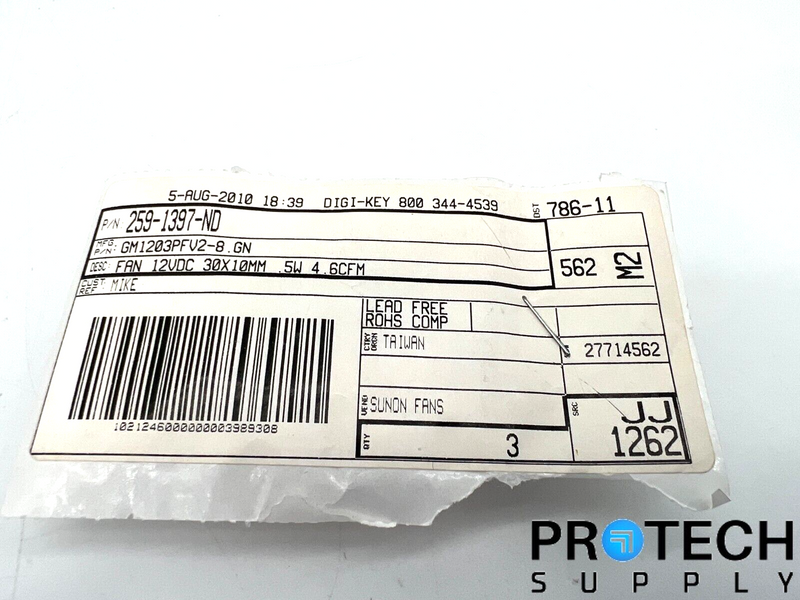 5-AUG-2010 18:39 DIGI-KEY 800 344-4539
DST 786-11
P/N 259-1397-ND
MFG. P/N: GM1203PFV2-8.GN
DESC: FAN 12VDC 30X10MM .5W 4.6CFM
562 M2
CUST REF: MIKE
LEAD FREE
ROHS COMP
CTRY ORGN TAIWAN
27714562
VEND SUNON FANS
SRC JJ
1262
QTY 3
1021246000000003989308
PROTECH
SUPPLY